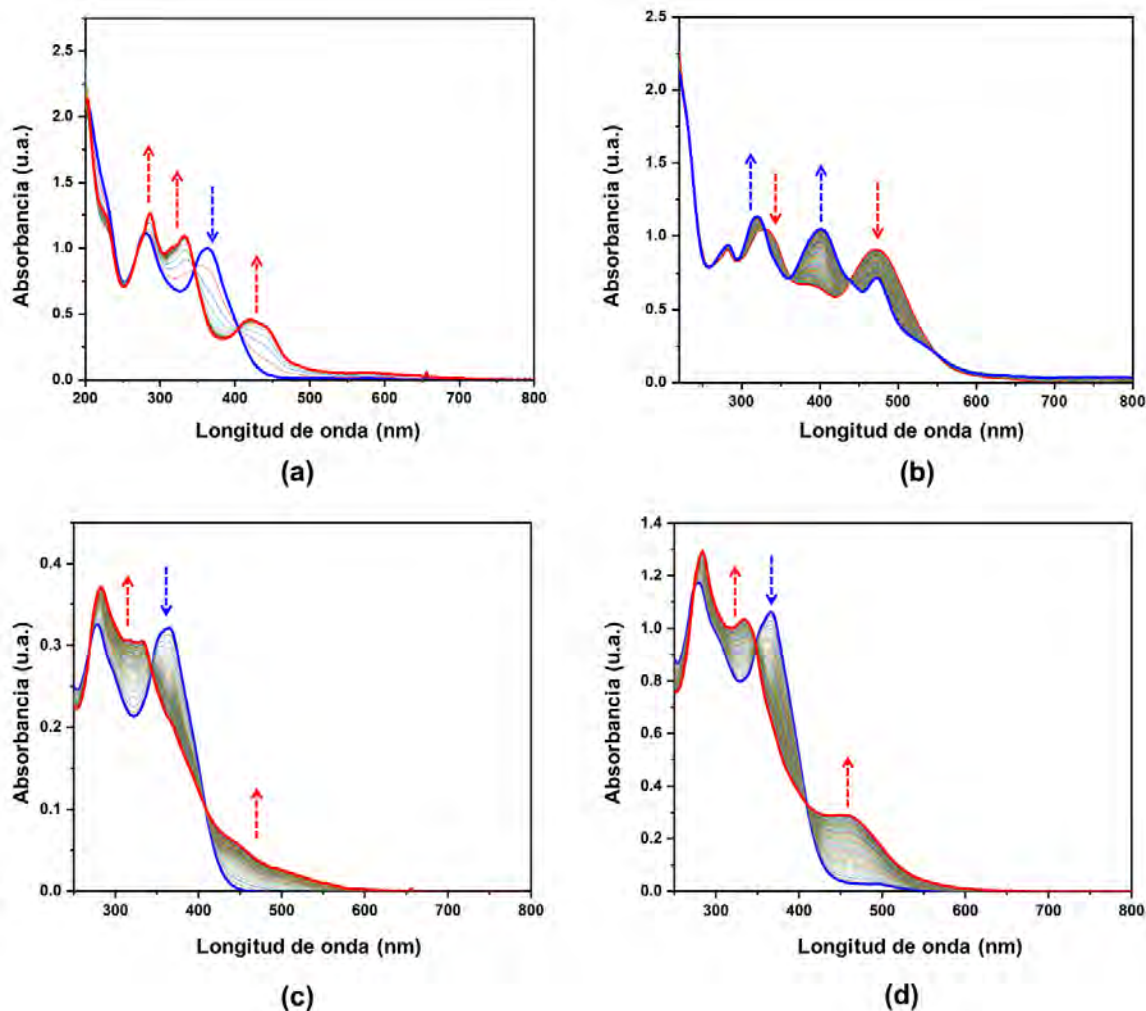 2.5
2.0
1.5
1.0
0.5
0.0
Absorbancia (u.a.)
200 300 400 500 600 700 800
Longitud de onda (nm)
(a)
2.5
2.0
1.5
1.0
0.5
0.0
Absorbancia (u.a.)
300 400 500 600 700 800
Longitud de onda (nm)
(b)
0.4
0.3
0.2
0.1
0.0
Absorbancia (u.a.)
300 400 500 600 700 800
Longitud de onda (nm)
(c)
1.4
1.2
1.0
0.8
0.6
0.4
0.2
0.0
Absorbancia (u.a.)
300 400 500 600 700 800
Longitud de onda (nm)
(d)